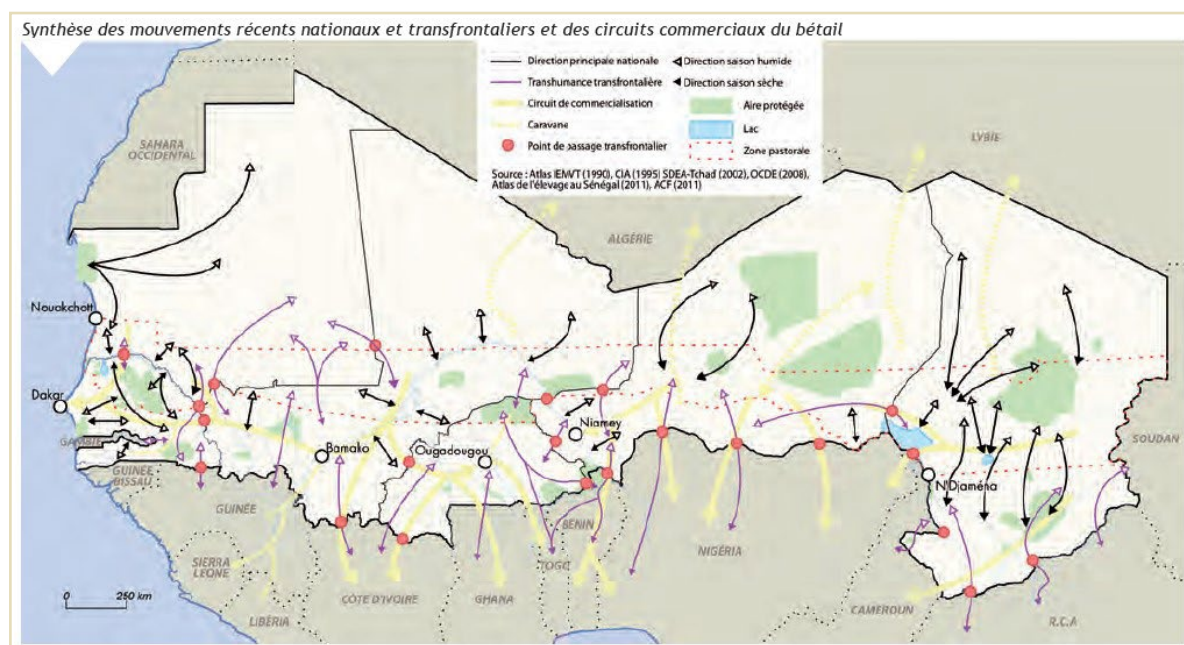 Synthèse des mouvements récents nationaux et transfrontaliers et des circuits commerciaux du bétail
Direction principale nationale
Direction saison humide
Transhumance transfrontalière
Direction saison sèche
Circuit de commercialisation
Aire protégée
Caravane
Lac
Point de passage transfrontalier
Zone pastorale
Source : Atlas IEMVT (1990), CIA (1995) SDEA-Tchad (2002), OCDE (2008),
Atlas de l'élevage au Sénégal (2011), ACF (2011)
SAHARA
OCCIDENTAL
LYBIE
ALGÉRIE
Nouakchott
Dakar
GAMBIE
Niamey
SOUDAN
Bamako
Ougadougou
GUINÉE
BISSAU
N'Djaména
GUINÉE
BENIN
NIGÉRIA
SIERRA
LEONE
TOGO
CÔTE D'IVOIRE
GHANA
0
250 km
CAMEROUN
R.C.A
LIBÉRIA